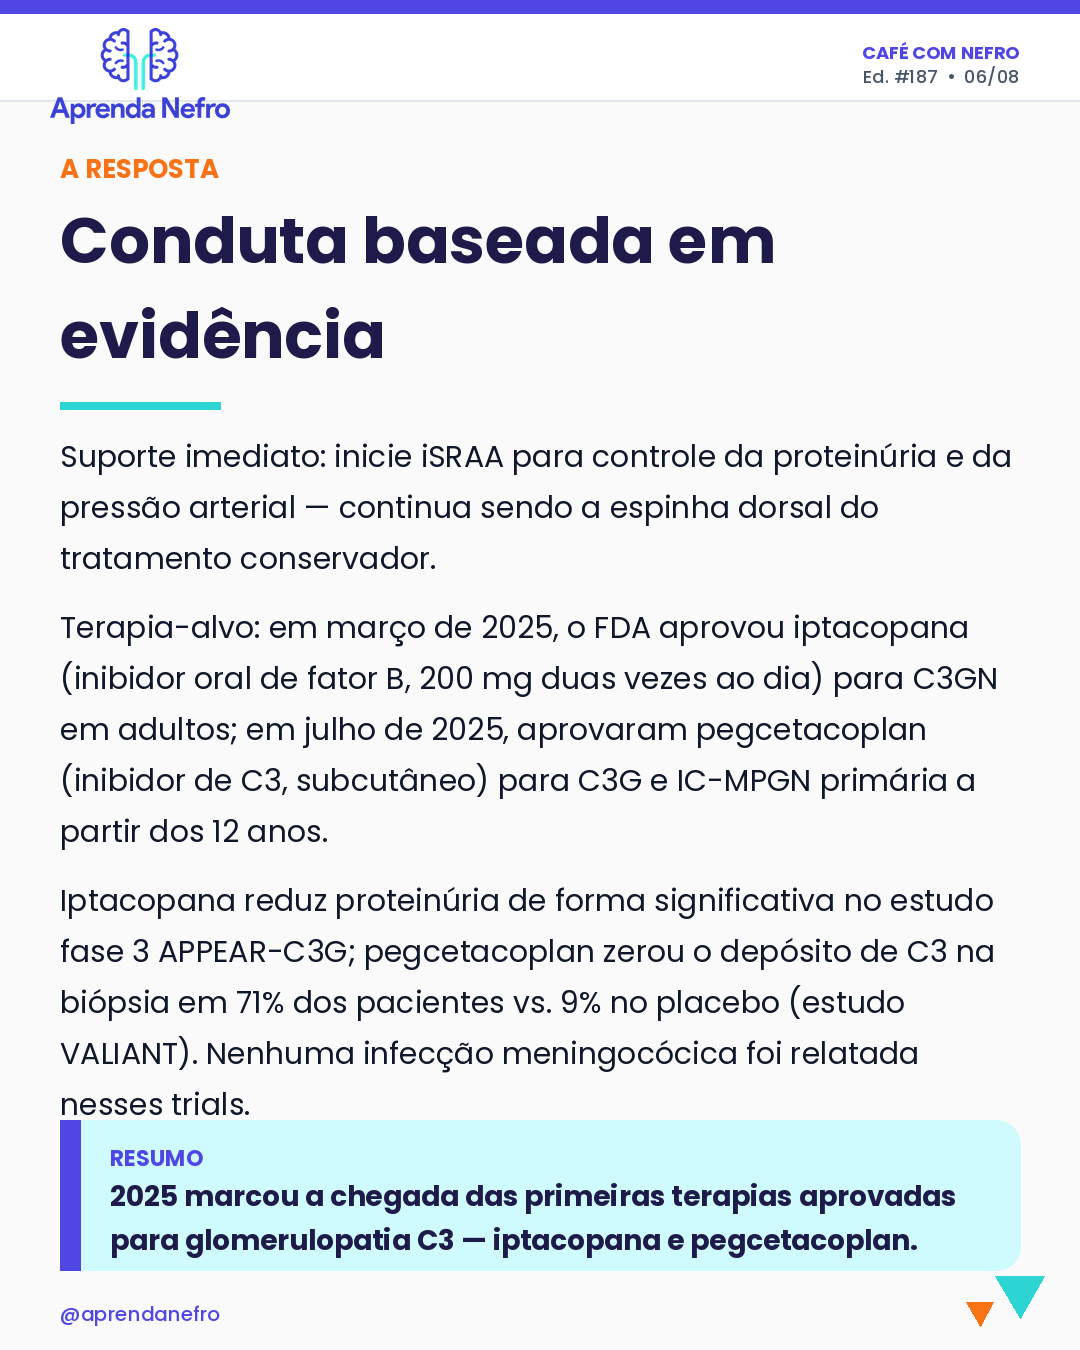 Aprenda Nefro
CAFÉ COM NEFRO
Ed. #187 • 06/08
A RESPOSTA
Conduta baseada em
evidência
Suporte imediato: inicie iSRAA para controle da proteinúria e da
pressão arterial — continua sendo a espinha dorsal do
tratamento conservador.
Terapia-alvo: em março de 2025, o FDA aprovou iptacopana
(inibidor oral de fator B, 200 mg duas vezes ao dia) para C3GN
em adultos; em julho de 2025, aprovaram pegcetacoplan
(inibidor de C3, subcutâneo) para C3G e IC-MPGN primária a
partir dos 12 anos.
Iptacopana reduz proteinúria de forma significativa no estudo
fase 3 APPEAR-C3G; pegcetacoplan zerou o depósito de C3 na
biópsia em 71% dos pacientes vs. 9% no placebo (estudo
VALIANT). Nenhuma infecção meningocócica foi relatada
nesses trials.
RESUMO
2025 marcou a chegada das primeiras terapias aprovadas
para glomerulopatia C3 — iptacopana e pegcetacoplan.
@aprendanefro